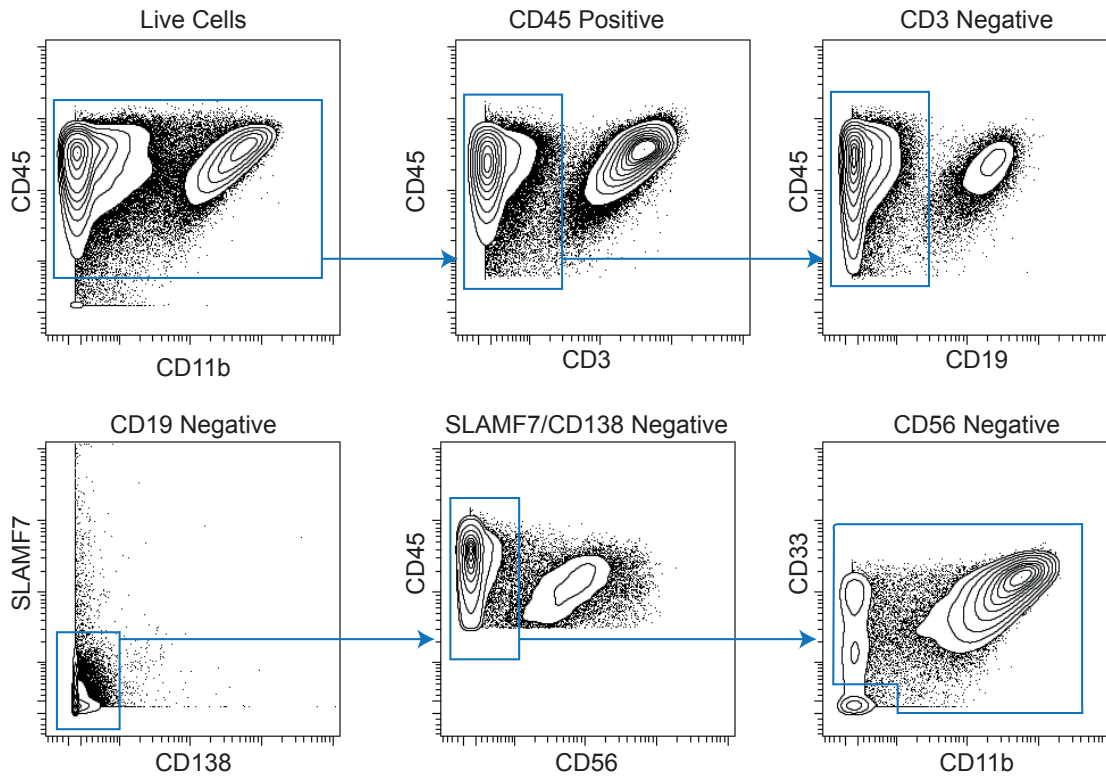 Live Cells
CD45 Positive
CD3 Negative
CD45
CD45
CD45
CD11b
CD3
CD19
CD19 Negative
SLAMF7/CD138 Negative
CD56 Negative
SLAMF7
CD45
CD33
CD138
CD56
CD11b